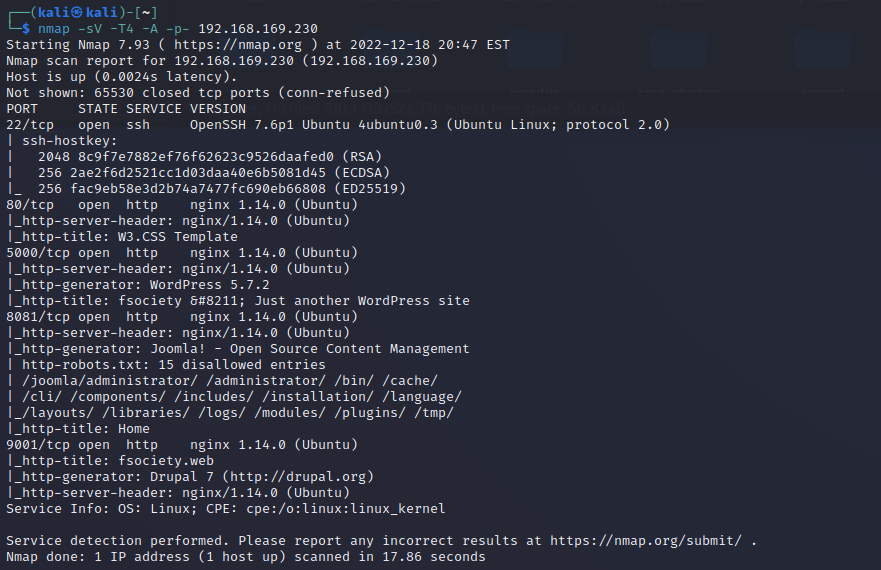 ┌──(kali㉿kali)-[~]
└─$ nmap -sV -T4 -A -p- 192.168.169.230
Starting Nmap 7.93 ( https://nmap.org ) at 2022-12-18 20:47 EST
Nmap scan report for 192.168.169.230 (192.168.169.230)
Host is up (0.0024s latency).
Not shown: 65530 closed tcp ports (conn-refused)
PORT     STATE SERVICE VERSION
22/tcp   open  ssh     OpenSSH 7.6p1 Ubuntu 4ubuntu0.3 (Ubuntu Linux; protocol 2.0)
| ssh-hostkey:
|   2048 8c9f7e7882ef76f62623c9526daafed0 (RSA)
|   256 2ae2f6d2521cc1d03daa40e6b5081d45 (ECDSA)
|_  256 fac9eb58e3d2b74a7477fc690eb66808 (ED25519)
80/tcp   open  http    nginx 1.14.0 (Ubuntu)
|_http-server-header: nginx/1.14.0 (Ubuntu)
|_http-title: W3.CSS Template
5000/tcp open  http    nginx 1.14.0 (Ubuntu)
|_http-server-header: nginx/1.14.0 (Ubuntu)
|_http-generator: WordPress 5.7.2
|_http-title: fsociety &#8211; Just another WordPress site
8081/tcp open  http    nginx 1.14.0 (Ubuntu)
|_http-server-header: nginx/1.14.0 (Ubuntu)
|_http-generator: Joomla! - Open Source Content Management
| http-robots.txt: 15 disallowed entries
| /joomla/administrator/ /administrator/ /bin/ /cache/
| /cli/ /components/ /includes/ /installation/ /language/
|_/layouts/ /libraries/ /logs/ /modules/ /plugins/ /tmp/
|_http-title: Home
9001/tcp open  http    nginx 1.14.0 (Ubuntu)
|_http-title: fsociety.web
|_http-generator: Drupal 7 (http://drupal.org)
|_http-server-header: nginx/1.14.0 (Ubuntu)
Service Info: OS: Linux; CPE: cpe:/o:linux:linux_kernel

Service detection performed. Please report any incorrect results at https://nmap.org/submit/ .
Nmap done: 1 IP address (1 host up) scanned in 17.86 seconds